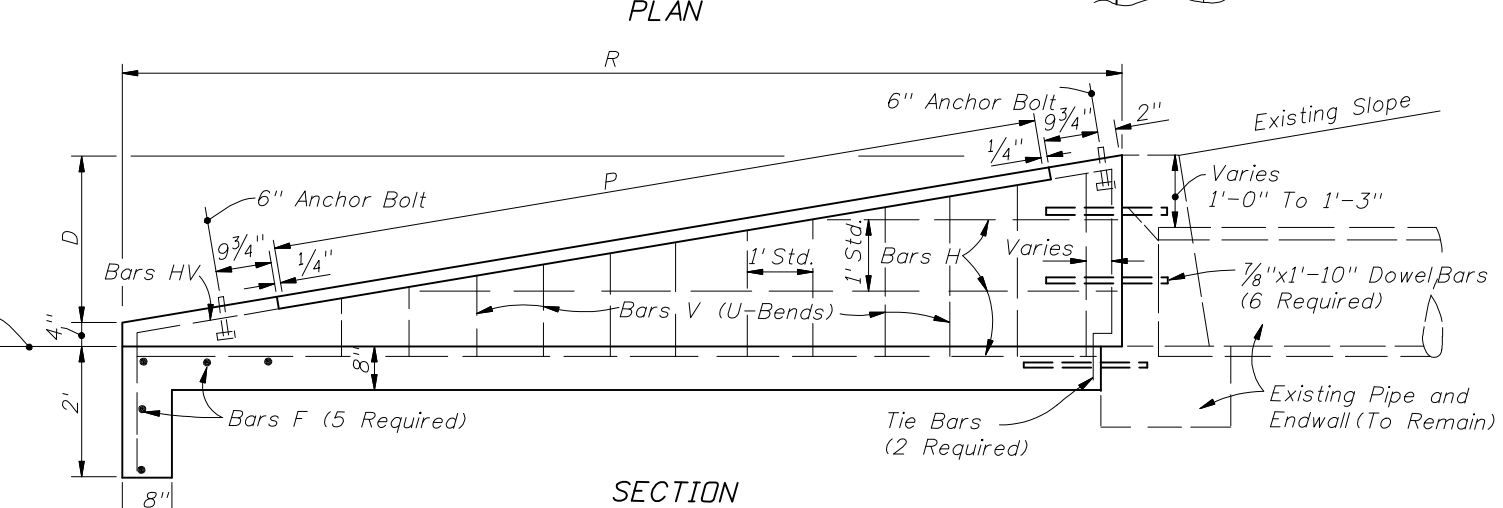 PLAN
R
6" Anchor Bolt
9¾"
2"
Existing Slope
¼"
P
Varies
1'-0" To 1'-3"
6" Anchor Bolt
D
9¾"
¼"
Bars HV
1' Std.
1' Std.
Bars H
Varies
⅞"x1'-10" Dowel Bars
(6 Required)
Bars V (U-Bends)
4"
8"
2'
Bars F (5 Required)
Tie Bars
(2 Required)
Existing Pipe and
Endwall (To Remain)
8"
SECTION